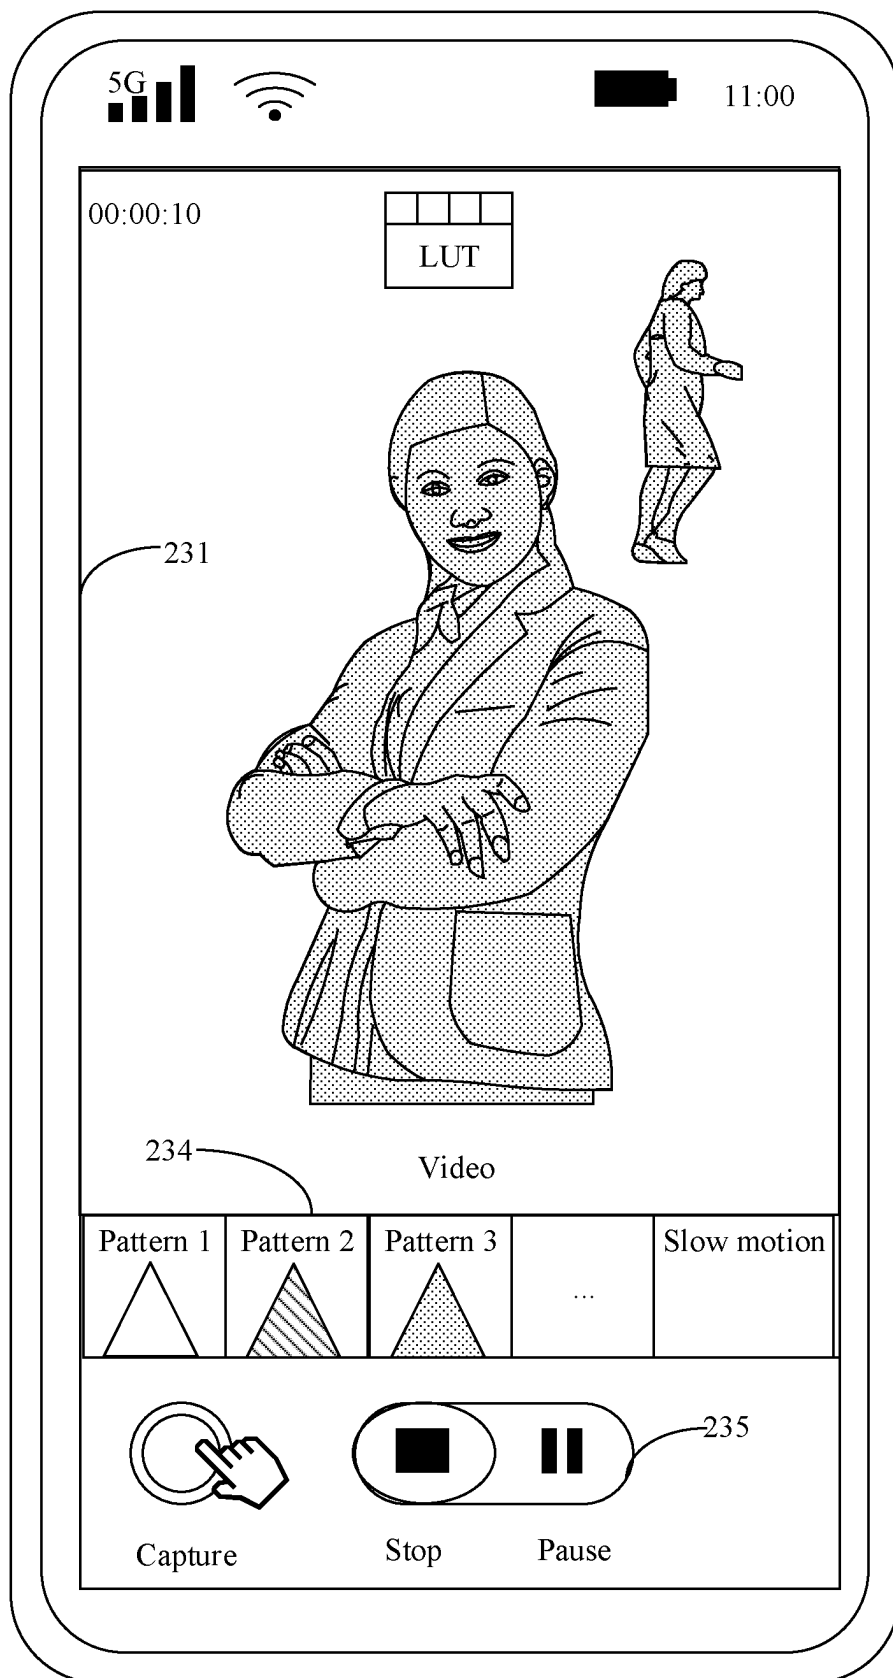 5G
11:00
00:00:10
LUT
231
234
Video
Pattern 1 Pattern 2 Pattern 3 ... Slow motion
235
Capture Stop Pause